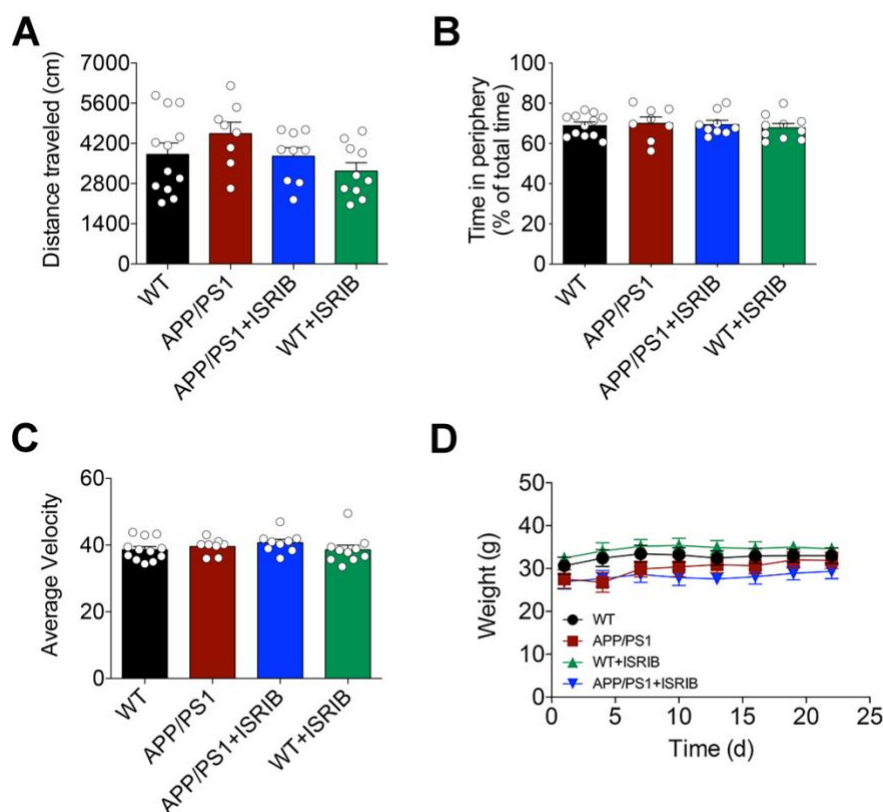 A
Distance traveled (cm)
7000
5600
4200
2800
1400
0
WT
APP/PS1
APP/PS1+ISRIB
WT+ISRIB
B
Time in periphery
(% of total time)
100
80
60
40
20
0
WT
APP/PS1
APP/PS1+ISRIB
WT+ISRIB
C
Average Velocity
60
40
20
0
WT
APP/PS1
APP/PS1+ISRIB
WT+ISRIB
D
Weight (g)
50
40
30
20
10
0
WT
APP/PS1
WT+ISRIB
APP/PS1+ISRIB
0 5 10 15 20 25
Time (d)